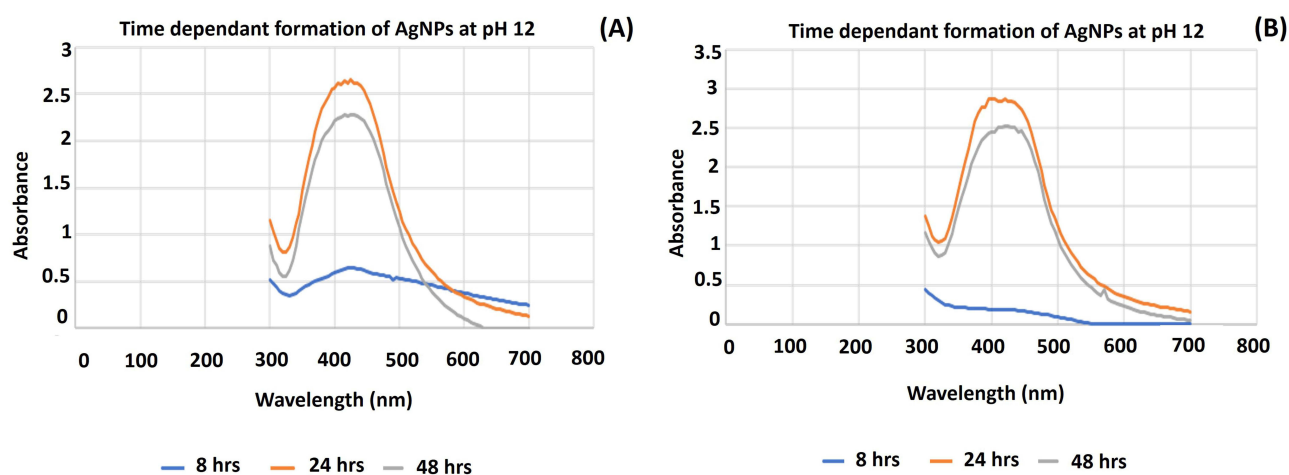 Time dependant formation of AgNPs at pH 12
(A)
3
2.5
2
1.5
1
0.5
0
Absorbance
0 100 200 300 400 500 600 700 800
Wavelength (nm)
8 hrs 24 hrs 48 hrs
Time dependant formation of AgNPs at pH 12
(B)
3.5
3
2.5
2
1.5
1
0.5
0
Absorbance
0 100 200 300 400 500 600 700 800
Wavelength (nm)
8 hrs 24 hrs 48 hrs